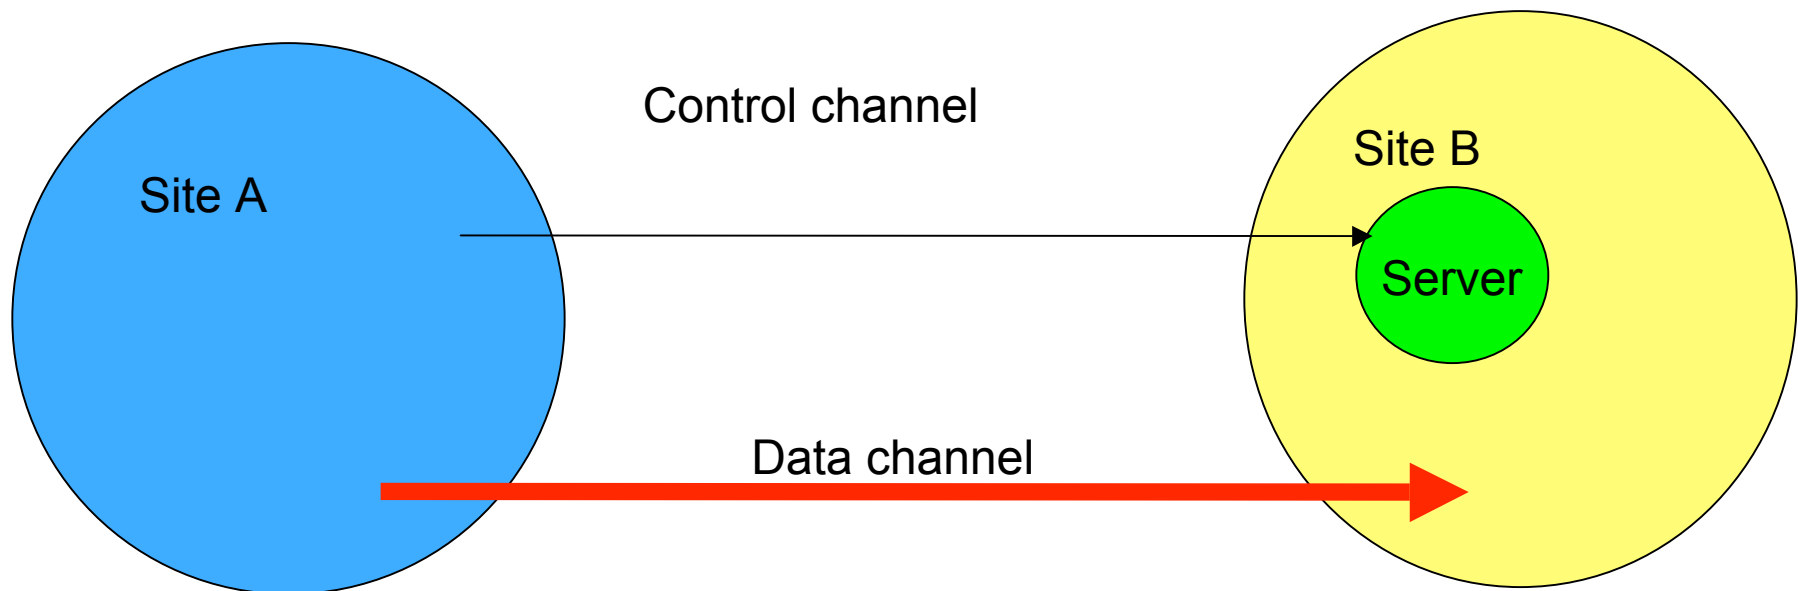 Control channel
Site B
Site A
Server
Data channel